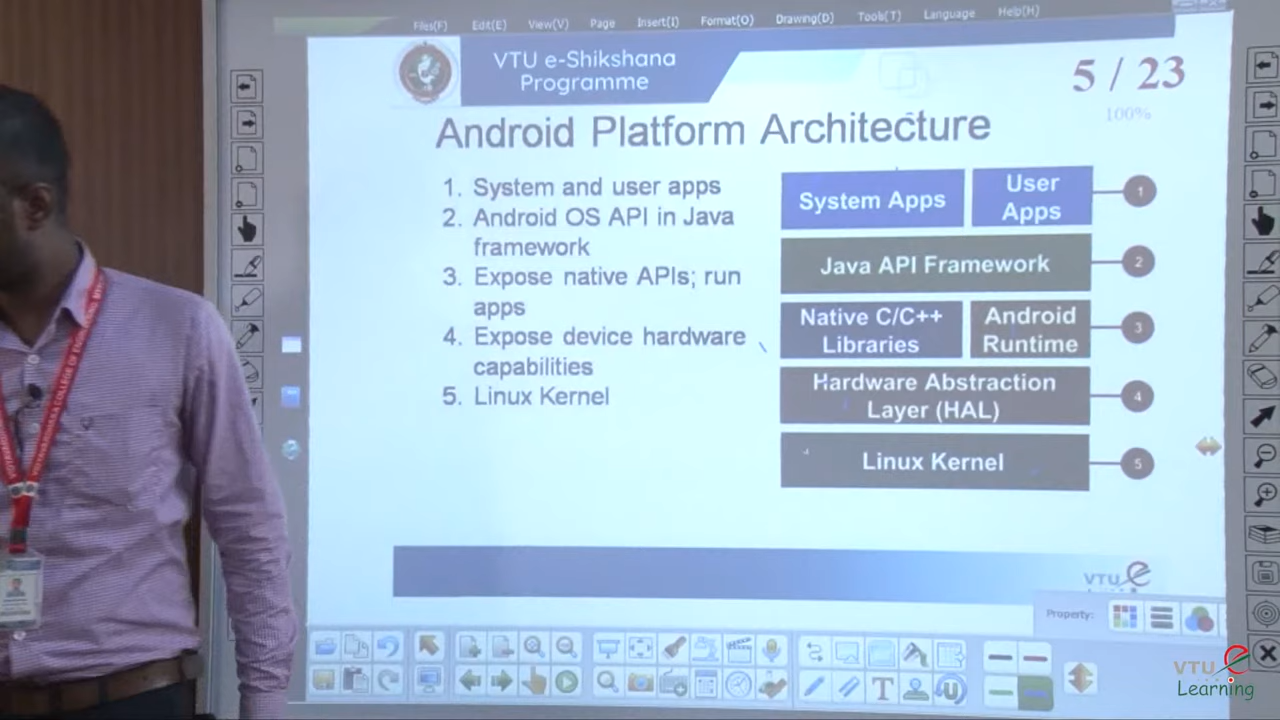 Files(F) Edit(E) View(V) Page Insert(I) Format(O) Drawing(D) Tools(T) Language Help(H)
VTU e-Shikshana
Programme
5 / 23
100%
Android Platform Architecture
1. System and user apps
2. Android OS API in Java
framework
3. Expose native APIs; run
apps
4. Expose device hardware
capabilities
5. Linux Kernel
System Apps
User
Apps
1
Java API Framework
2
Native C/C++
Libraries
Android
Runtime
3
Hardware Abstraction
Layer (HAL)
4
Linux Kernel
5
VTU e
Property:
VTU e
Learning